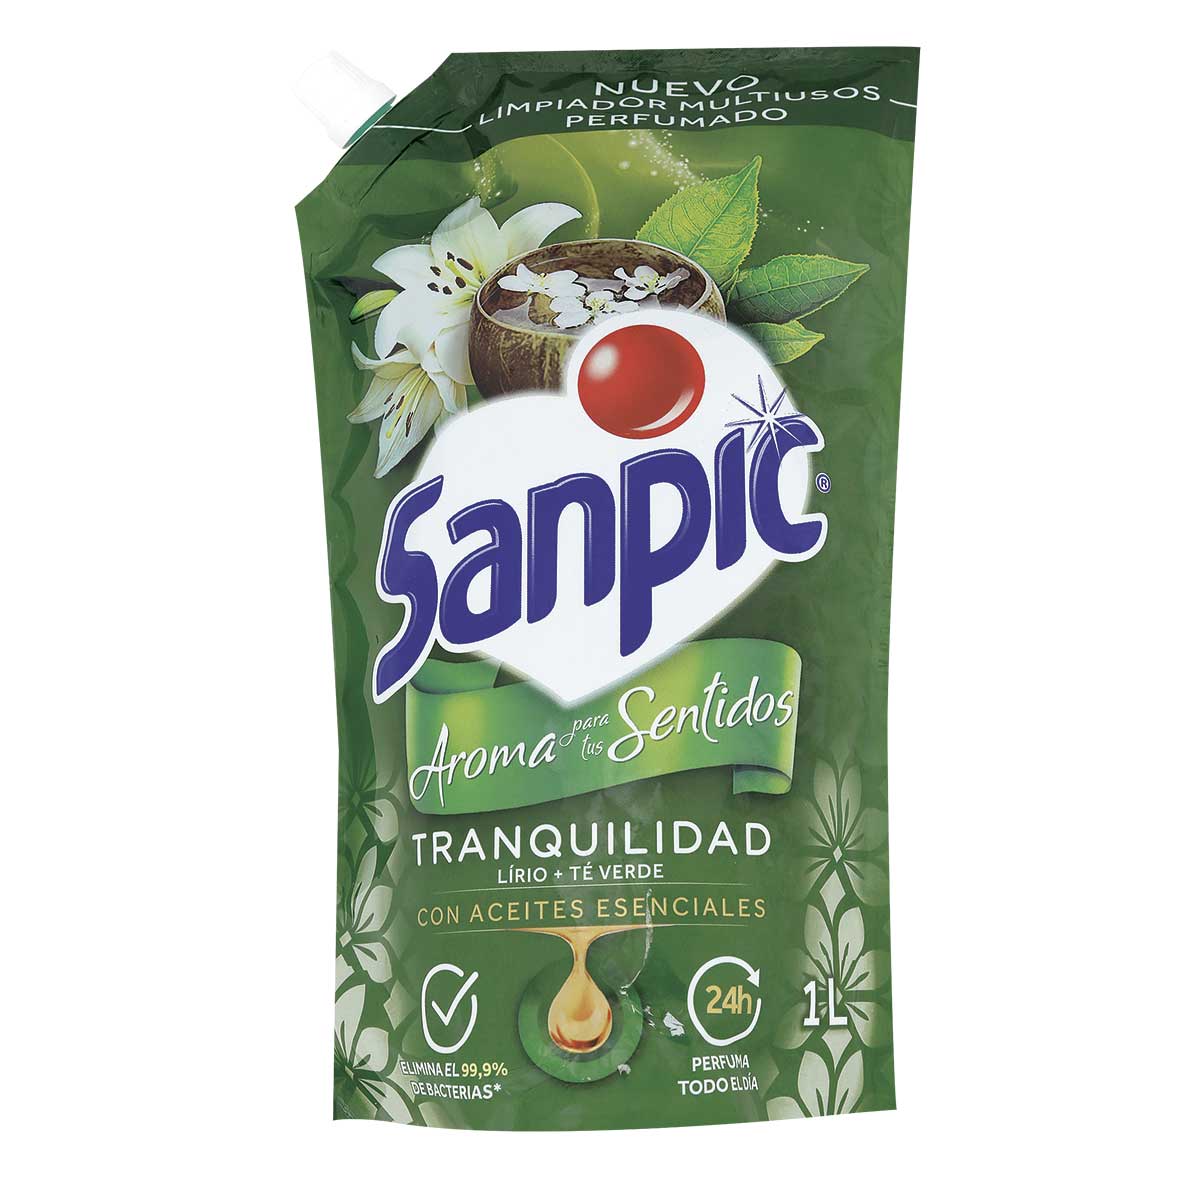 NUEVO
LIMPIADOR MULTIUSOS
PERFUMADO
Sanpic®
Aroma para tus Sentidos
TRANQUILIDAD
LÍRIO + TÉ VERDE
CON ACEITES ESENCIALES
24h
1L
ELIMINA EL 99,9%
DE BACTERIAS*
PERFUMA
TODO EL DÍA